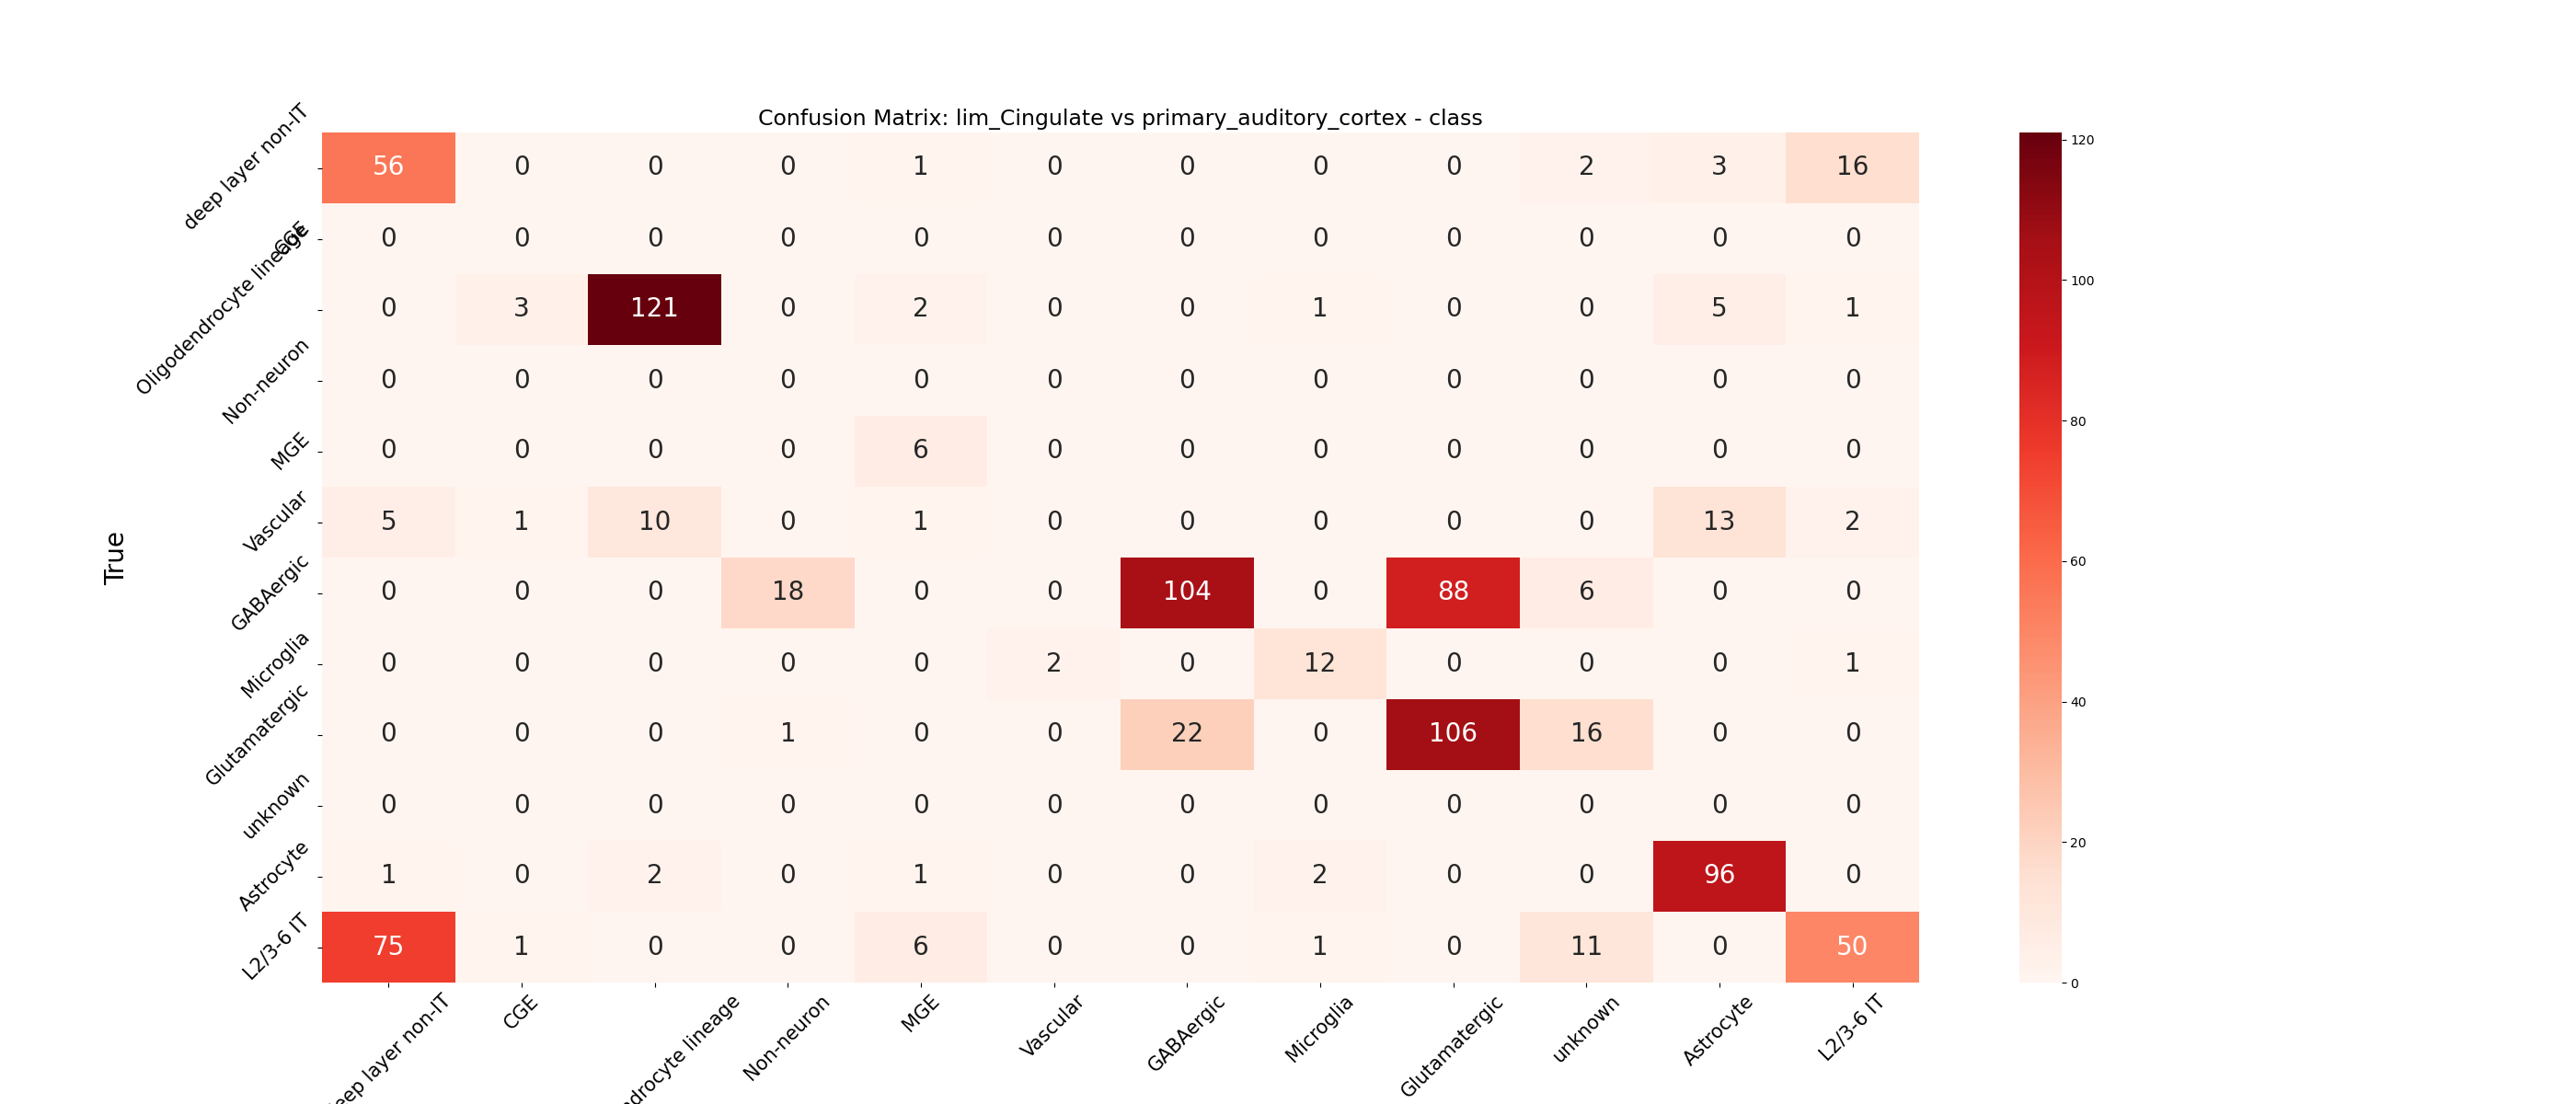 Confusion Matrix: lim_Cingulate vs primary_auditory_cortex - class
deep layer non-IT 56 0 0 0 1 0 0 0 0 2 3 16
CGE 0 0 0 0 0 0 0 0 0 0 0 0
Oligodendrocyte lineage 0 3 121 0 2 0 0 1 0 0 5 1
Non-neuron 0 0 0 0 0 0 0 0 0 0 0 0
MGE 0 0 0 0 6 0 0 0 0 0 0 0
Vascular 5 1 10 0 1 0 0 0 0 0 13 2
GABAergic 0 0 0 18 0 0 104 0 88 6 0 0
Microglia 0 0 0 0 0 2 0 12 0 0 0 1
Glutamatergic 0 0 0 1 0 0 22 0 106 16 0 0
unknown 0 0 0 0 0 0 0 0 0 0 0 0
Astrocyte 1 0 2 0 1 0 0 2 0 0 96 0
L2/3-6 IT 75 1 0 0 6 0 0 1 0 11 0 50
True
eep layer non-IT CGE ndrocyte lineage Non-neuron MGE Vascular GABAergic Microglia Glutamatergic unknown Astrocyte L2/3-6 IT
120
100
80
60
40
20
0